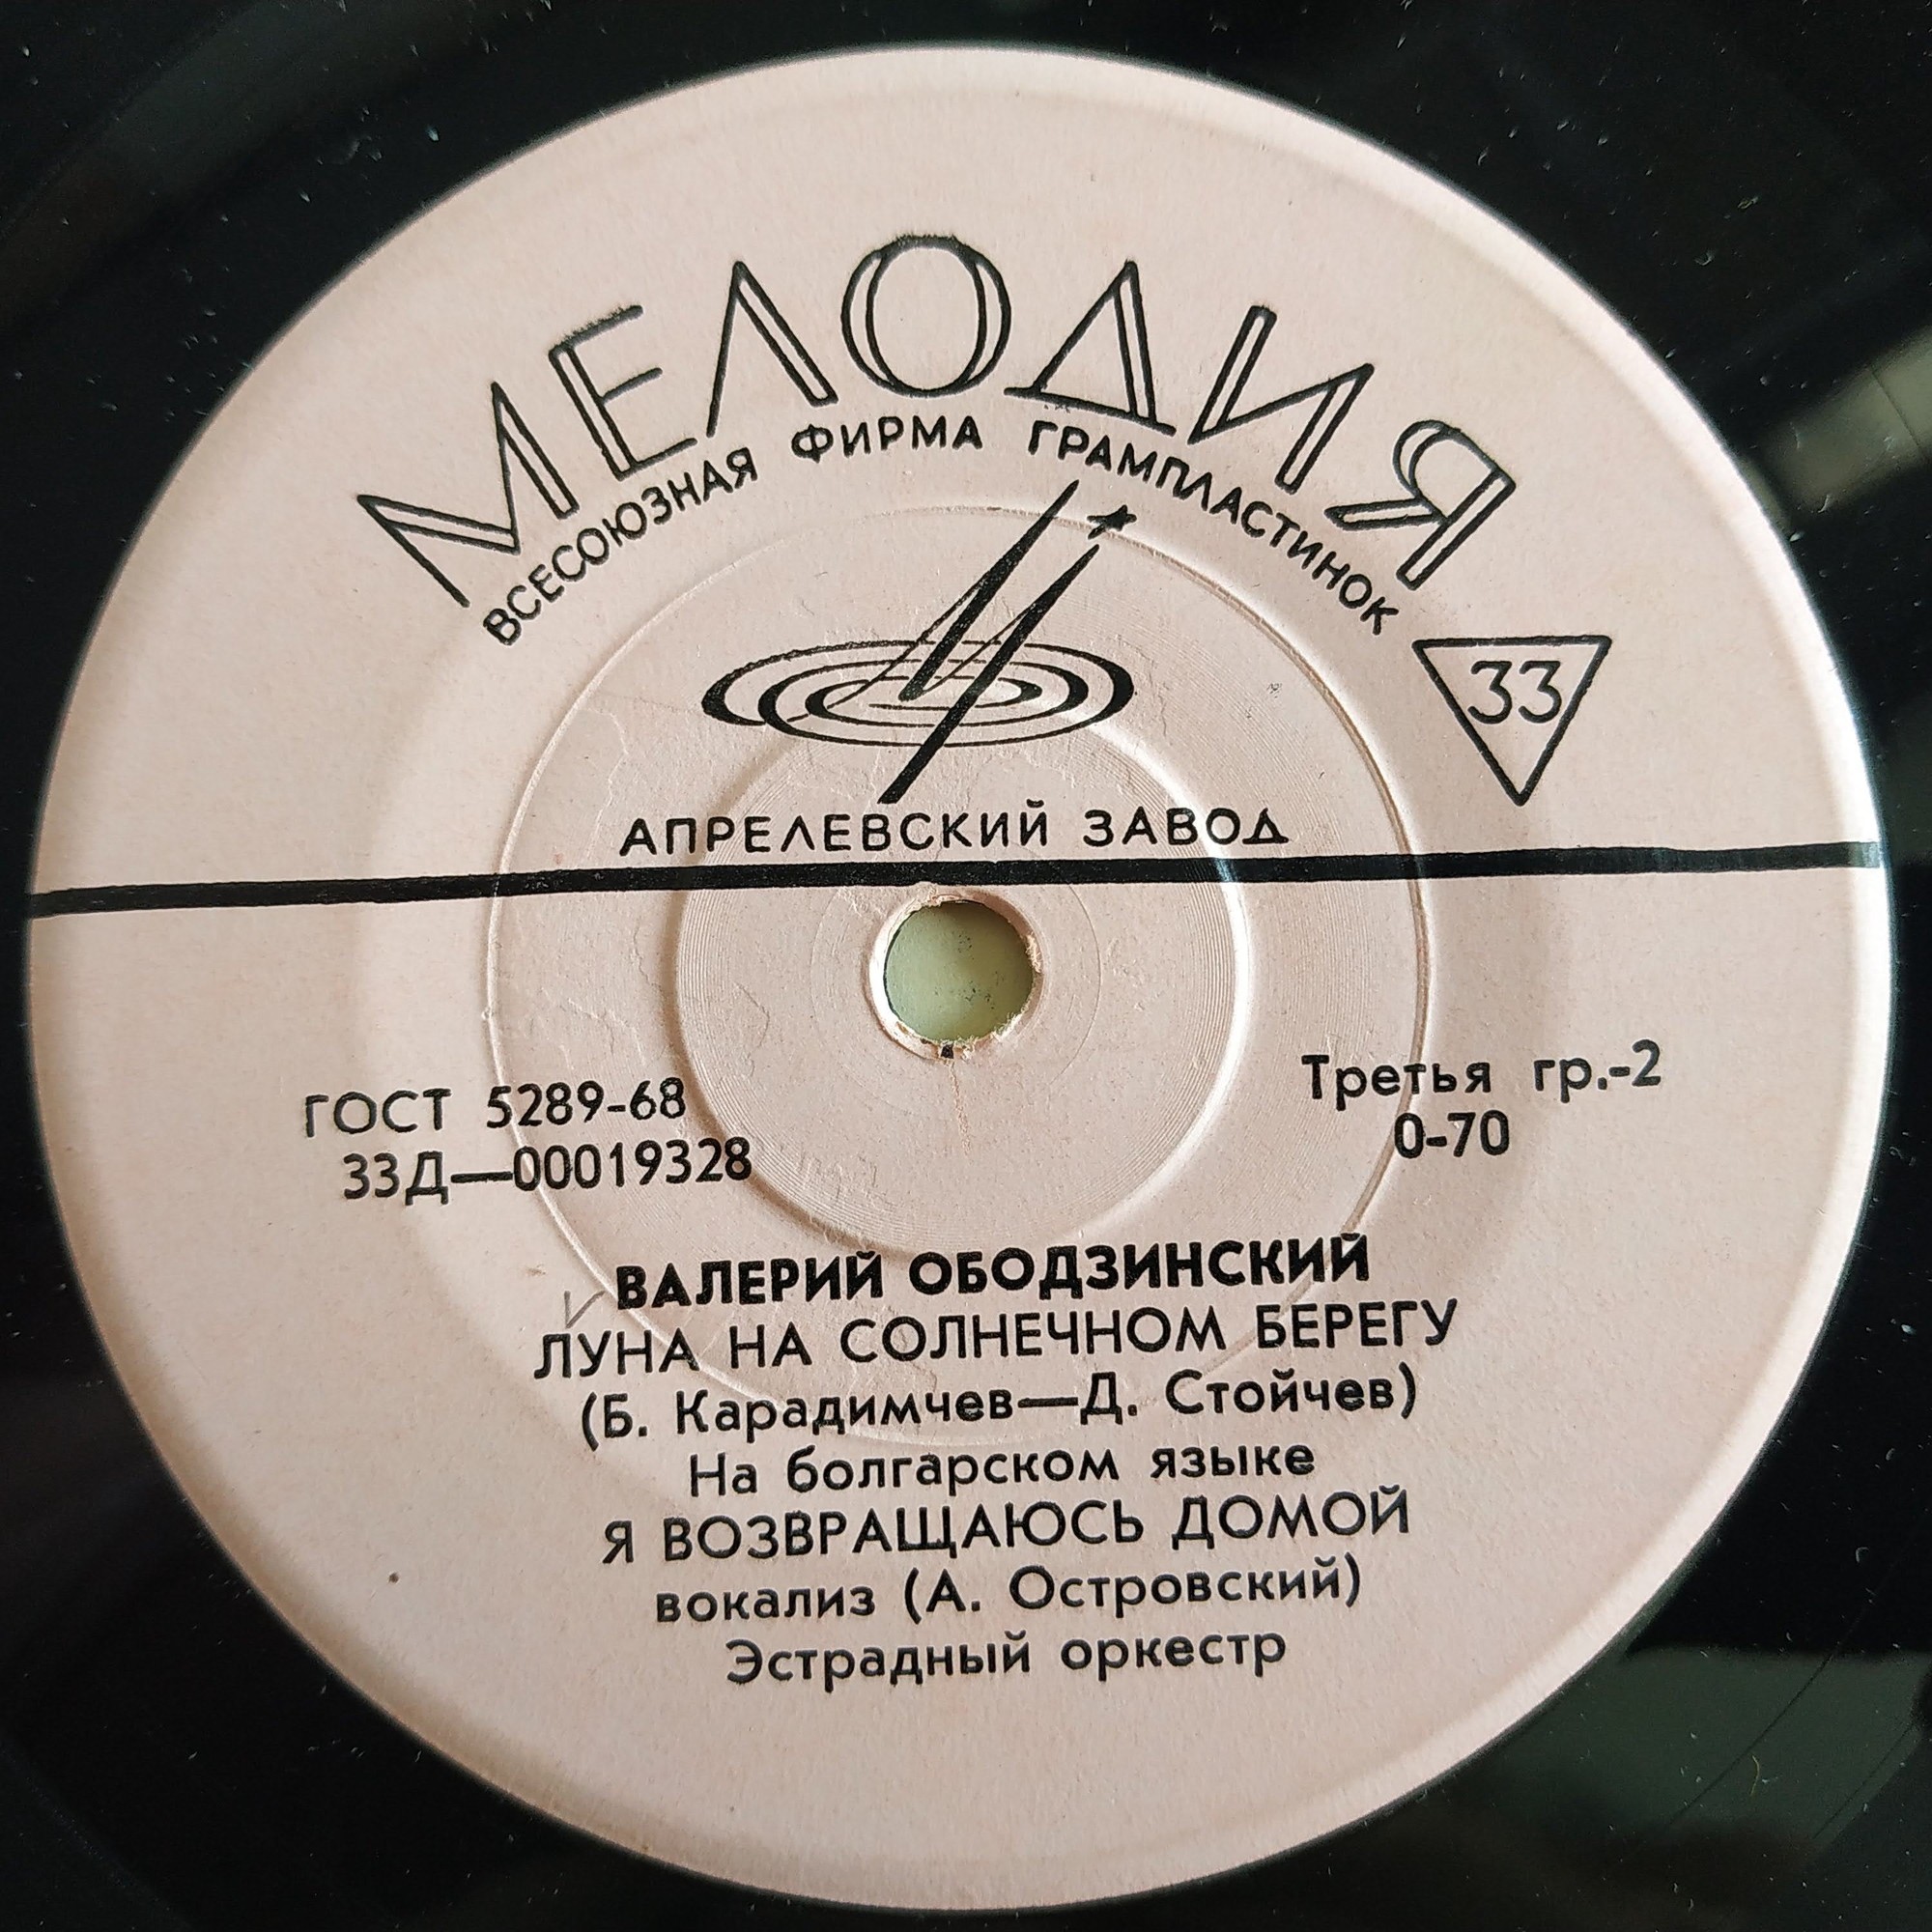 МЕЛОДИЯ
ВСЕСОЮЗНАЯ ФИРМА ГРАМПЛАСТИНОК
33
АПРЕЛЕВСКИЙ ЗАВОД
ГОСТ 5289-68
33Д—00019328
Третья гр.-2
0-70
ВАЛЕРИЙ ОБОДЗИНСКИЙ
ЛУНА НА СОЛНЕЧНОМ БЕРЕГУ
(Б. Карадимчев—Д. Стойчев)
На болгарском языке
Я ВОЗВРАЩАЮСЬ ДОМОЙ
вокализ (А. Островский)
Эстрадный оркестр